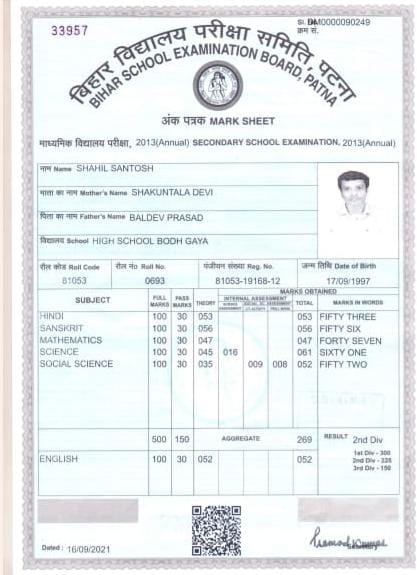 33957
Sl. DM0000090249
क्रम सं.
बिहार विद्यालय परीक्षा समिति, पटना
BIHAR SCHOOL EXAMINATION BOARD, PATNA
अंक पत्रक MARK SHEET
माध्यमिक विद्यालय परीक्षा, 2013(Annual) SECONDARY SCHOOL EXAMINATION, 2013(Annual)
नाम Name SHAHIL SANTOSH
माता का नाम Mother's Name SHAKUNTALA DEVI
पिता का नाम Father's Name BALDEV PRASAD
विद्यालय School HIGH SCHOOL BODH GAYA
रौल कोड Roll Code रौल नं० Roll No. पंजीयन संख्या Reg. No. जन्म तिथि Date of Birth
81053 0693 81053-19168-12 17/09/1997
MARKS OBTAINED
SUBJECT FULL MARKS PASS MARKS THEORY INTERNAL ASSESSMENT TOTAL MARKS IN WORDS
HINDI 100 30 053 053 FIFTY THREE
SANSKRIT 100 30 056 056 FIFTY SIX
MATHEMATICS 100 30 047 047 FORTY SEVEN
SCIENCE 100 30 045 016 061 SIXTY ONE
SOCIAL SCIENCE 100 30 035 009 008 052 FIFTY TWO
500 150 AGGREGATE 269 RESULT 2nd Div
1st Div - 300
2nd Div - 225
3rd Div - 150
ENGLISH 100 30 052 052
Dated : 16/09/2021
Secretary